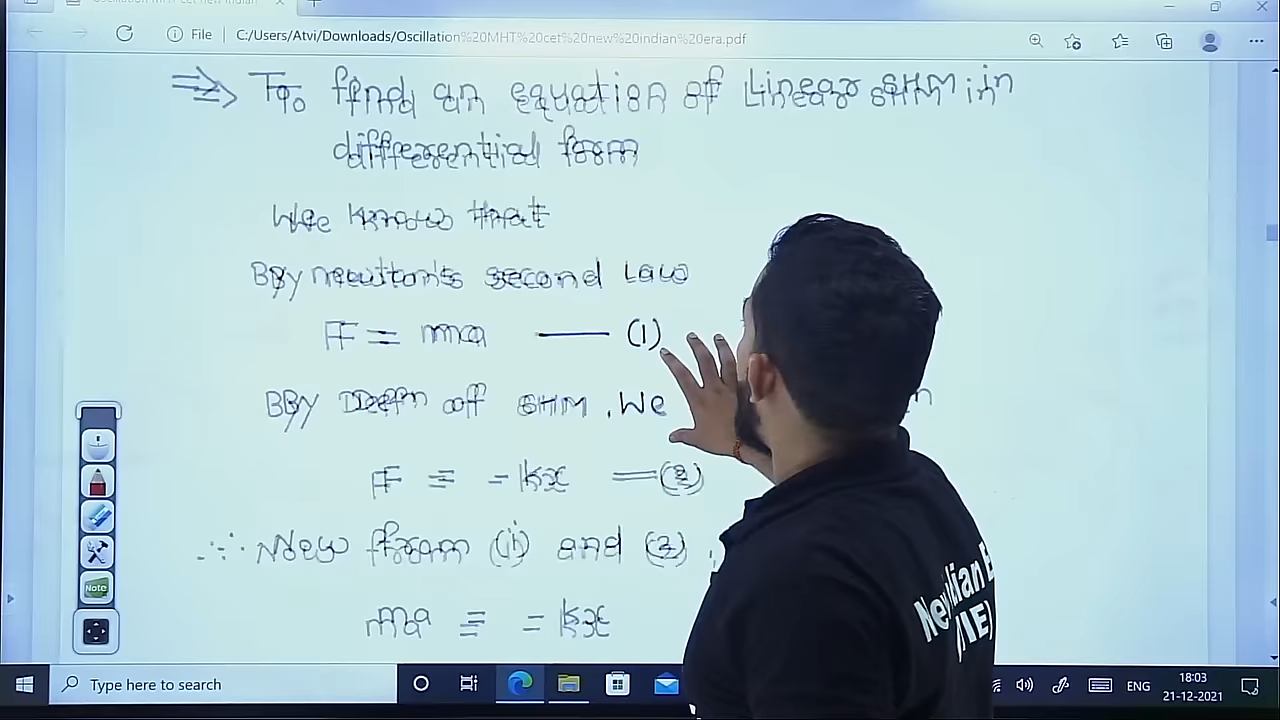 File C:/Users/Atvi/Downloads/Oscillation%20MHT%20cet%20new%20indian%20era.pdf
⇒ To find an equation of Linear SHM in
differential form
We know that
By newton's second Law
F = ma — (1)
By Defn of SHM, We
F = -kx — (2)
∴ Now from (1) and (2)
ma = -kx
Note
Type here to search
ENG
18:03
21-12-2021
(IIE)